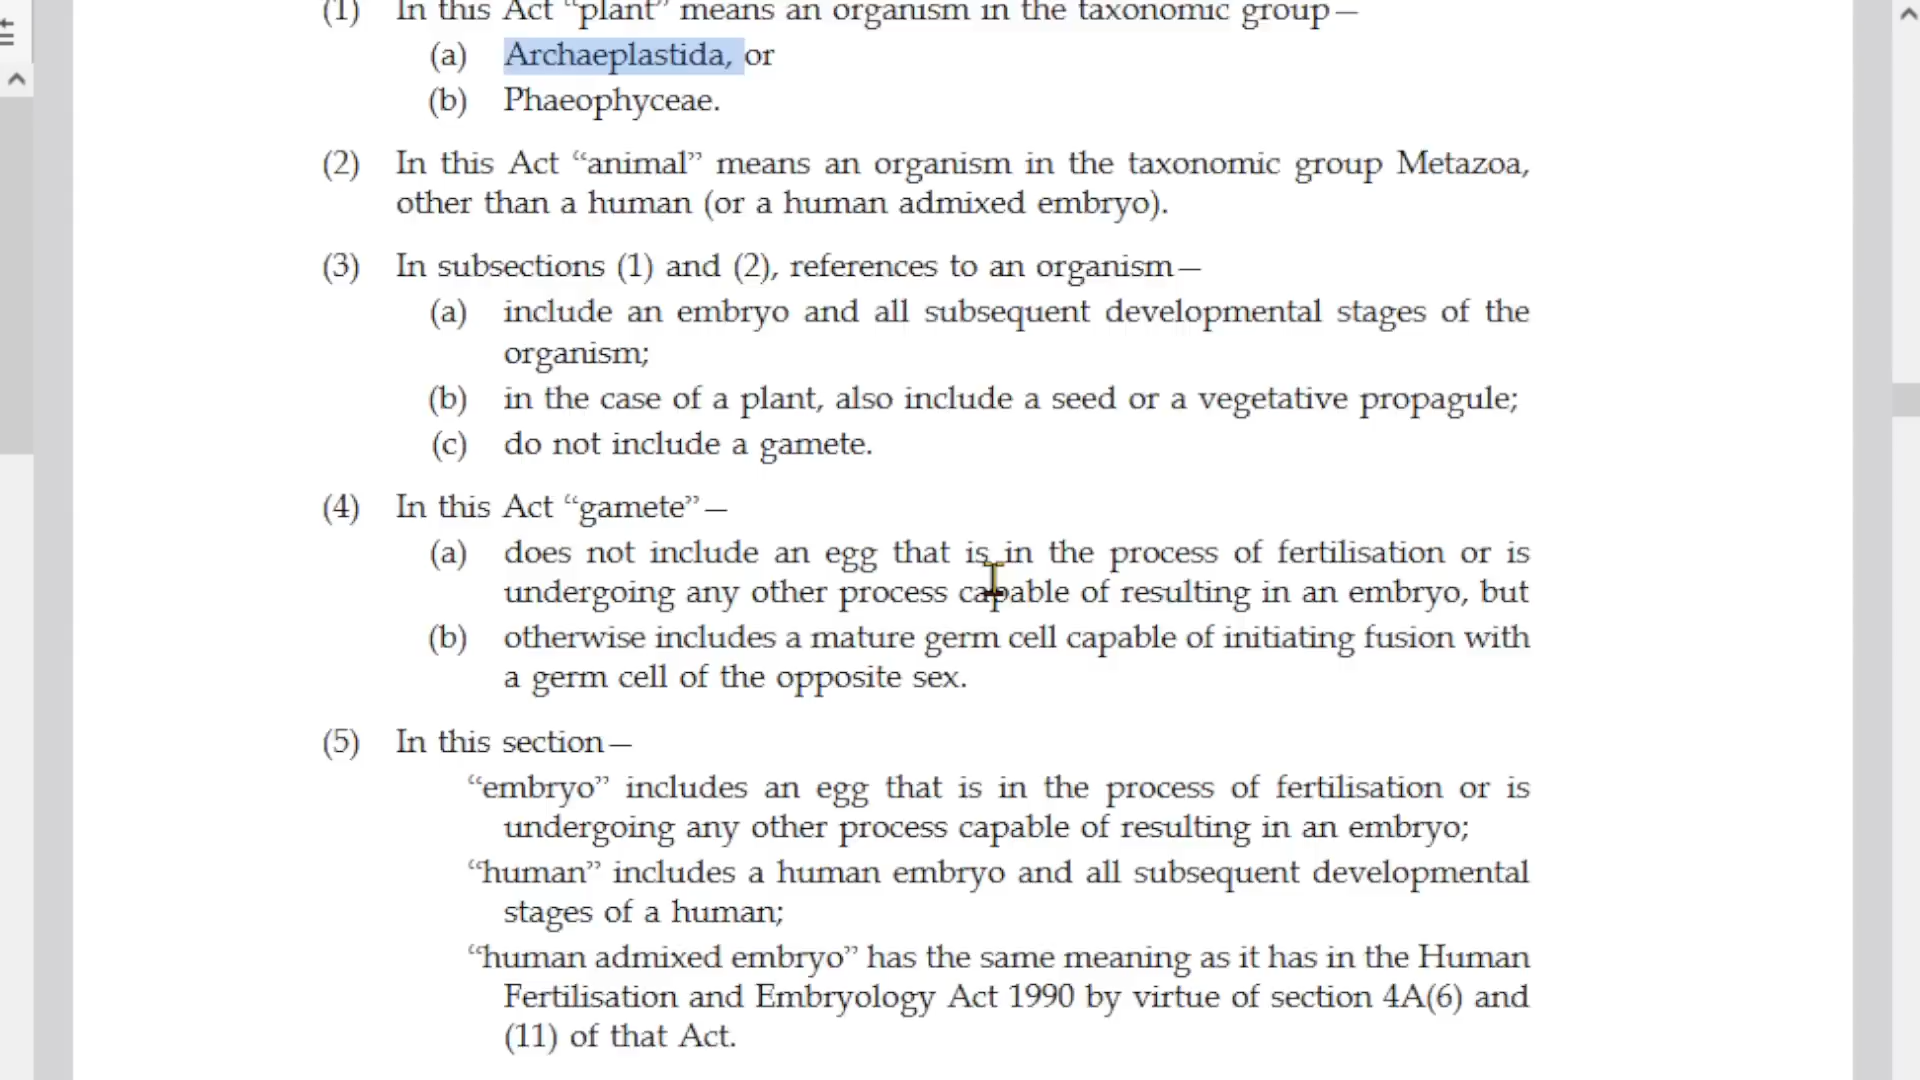 (1) In this Act “plant” means an organism in the taxonomic group—
(a) Archaeplastida, or
(b) Phaeophyceae.
(2) In this Act “animal” means an organism in the taxonomic group Metazoa,
other than a human (or a human admixed embryo).
(3) In subsections (1) and (2), references to an organism—
(a) include an embryo and all subsequent developmental stages of the
organism;
(b) in the case of a plant, also include a seed or a vegetative propagule;
(c) do not include a gamete.
(4) In this Act “gamete”—
(a) does not include an egg that is in the process of fertilisation or is
undergoing any other process capable of resulting in an embryo, but
(b) otherwise includes a mature germ cell capable of initiating fusion with
a germ cell of the opposite sex.
(5) In this section—
“embryo” includes an egg that is in the process of fertilisation or is
undergoing any other process capable of resulting in an embryo;
“human” includes a human embryo and all subsequent developmental
stages of a human;
“human admixed embryo” has the same meaning as it has in the Human
Fertilisation and Embryology Act 1990 by virtue of section 4A(6) and
(11) of that Act.